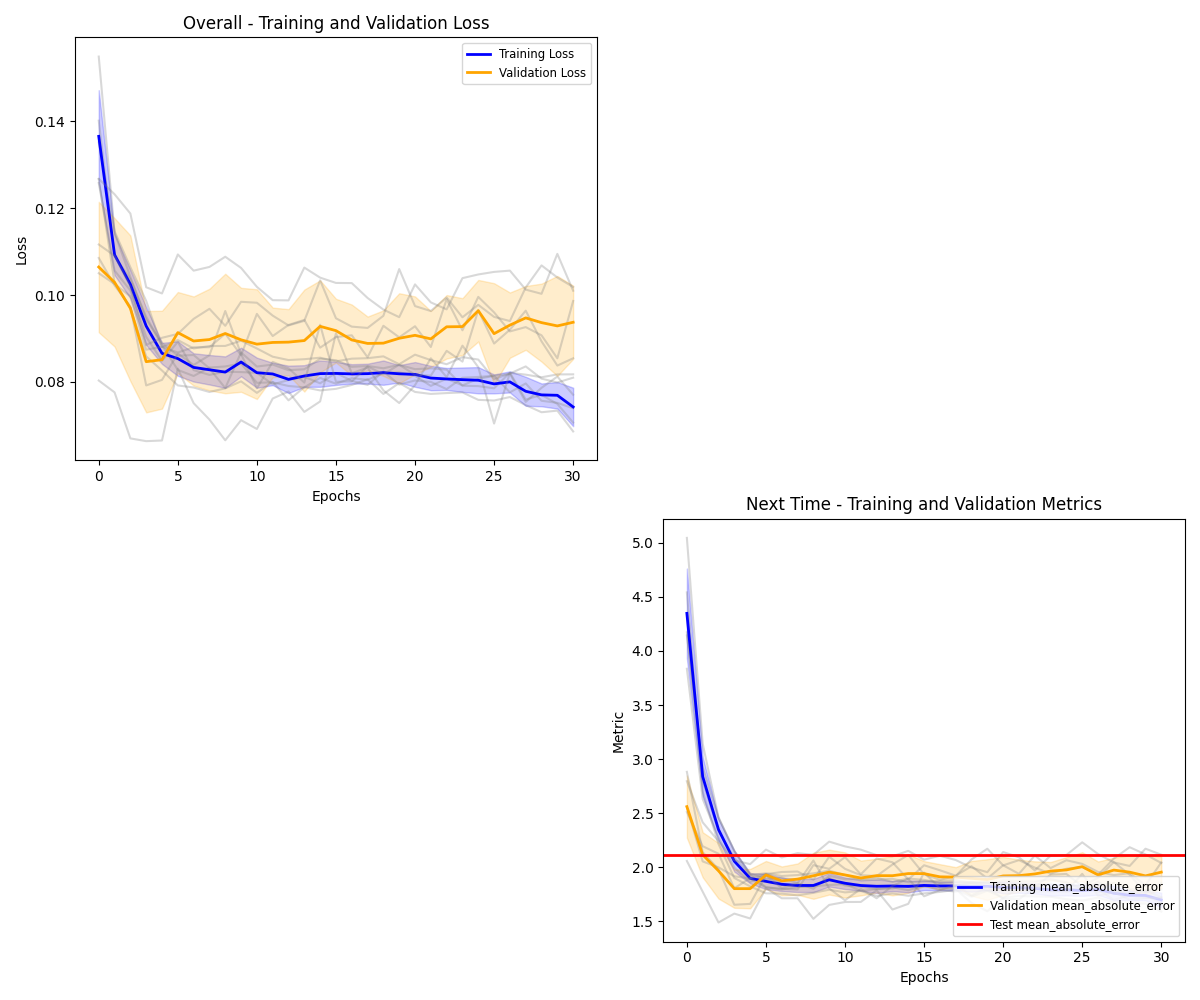 Overall - Training and Validation Loss
Training Loss
Validation Loss
Loss
0.14
0.12
0.10
0.08
0 5 10 15 20 25 30
Epochs
Next Time - Training and Validation Metrics
Metric
5.0
4.5
4.0
3.5
3.0
2.5
2.0
1.5
Training mean_absolute_error
Validation mean_absolute_error
Test mean_absolute_error
0 5 10 15 20 25 30
Epochs